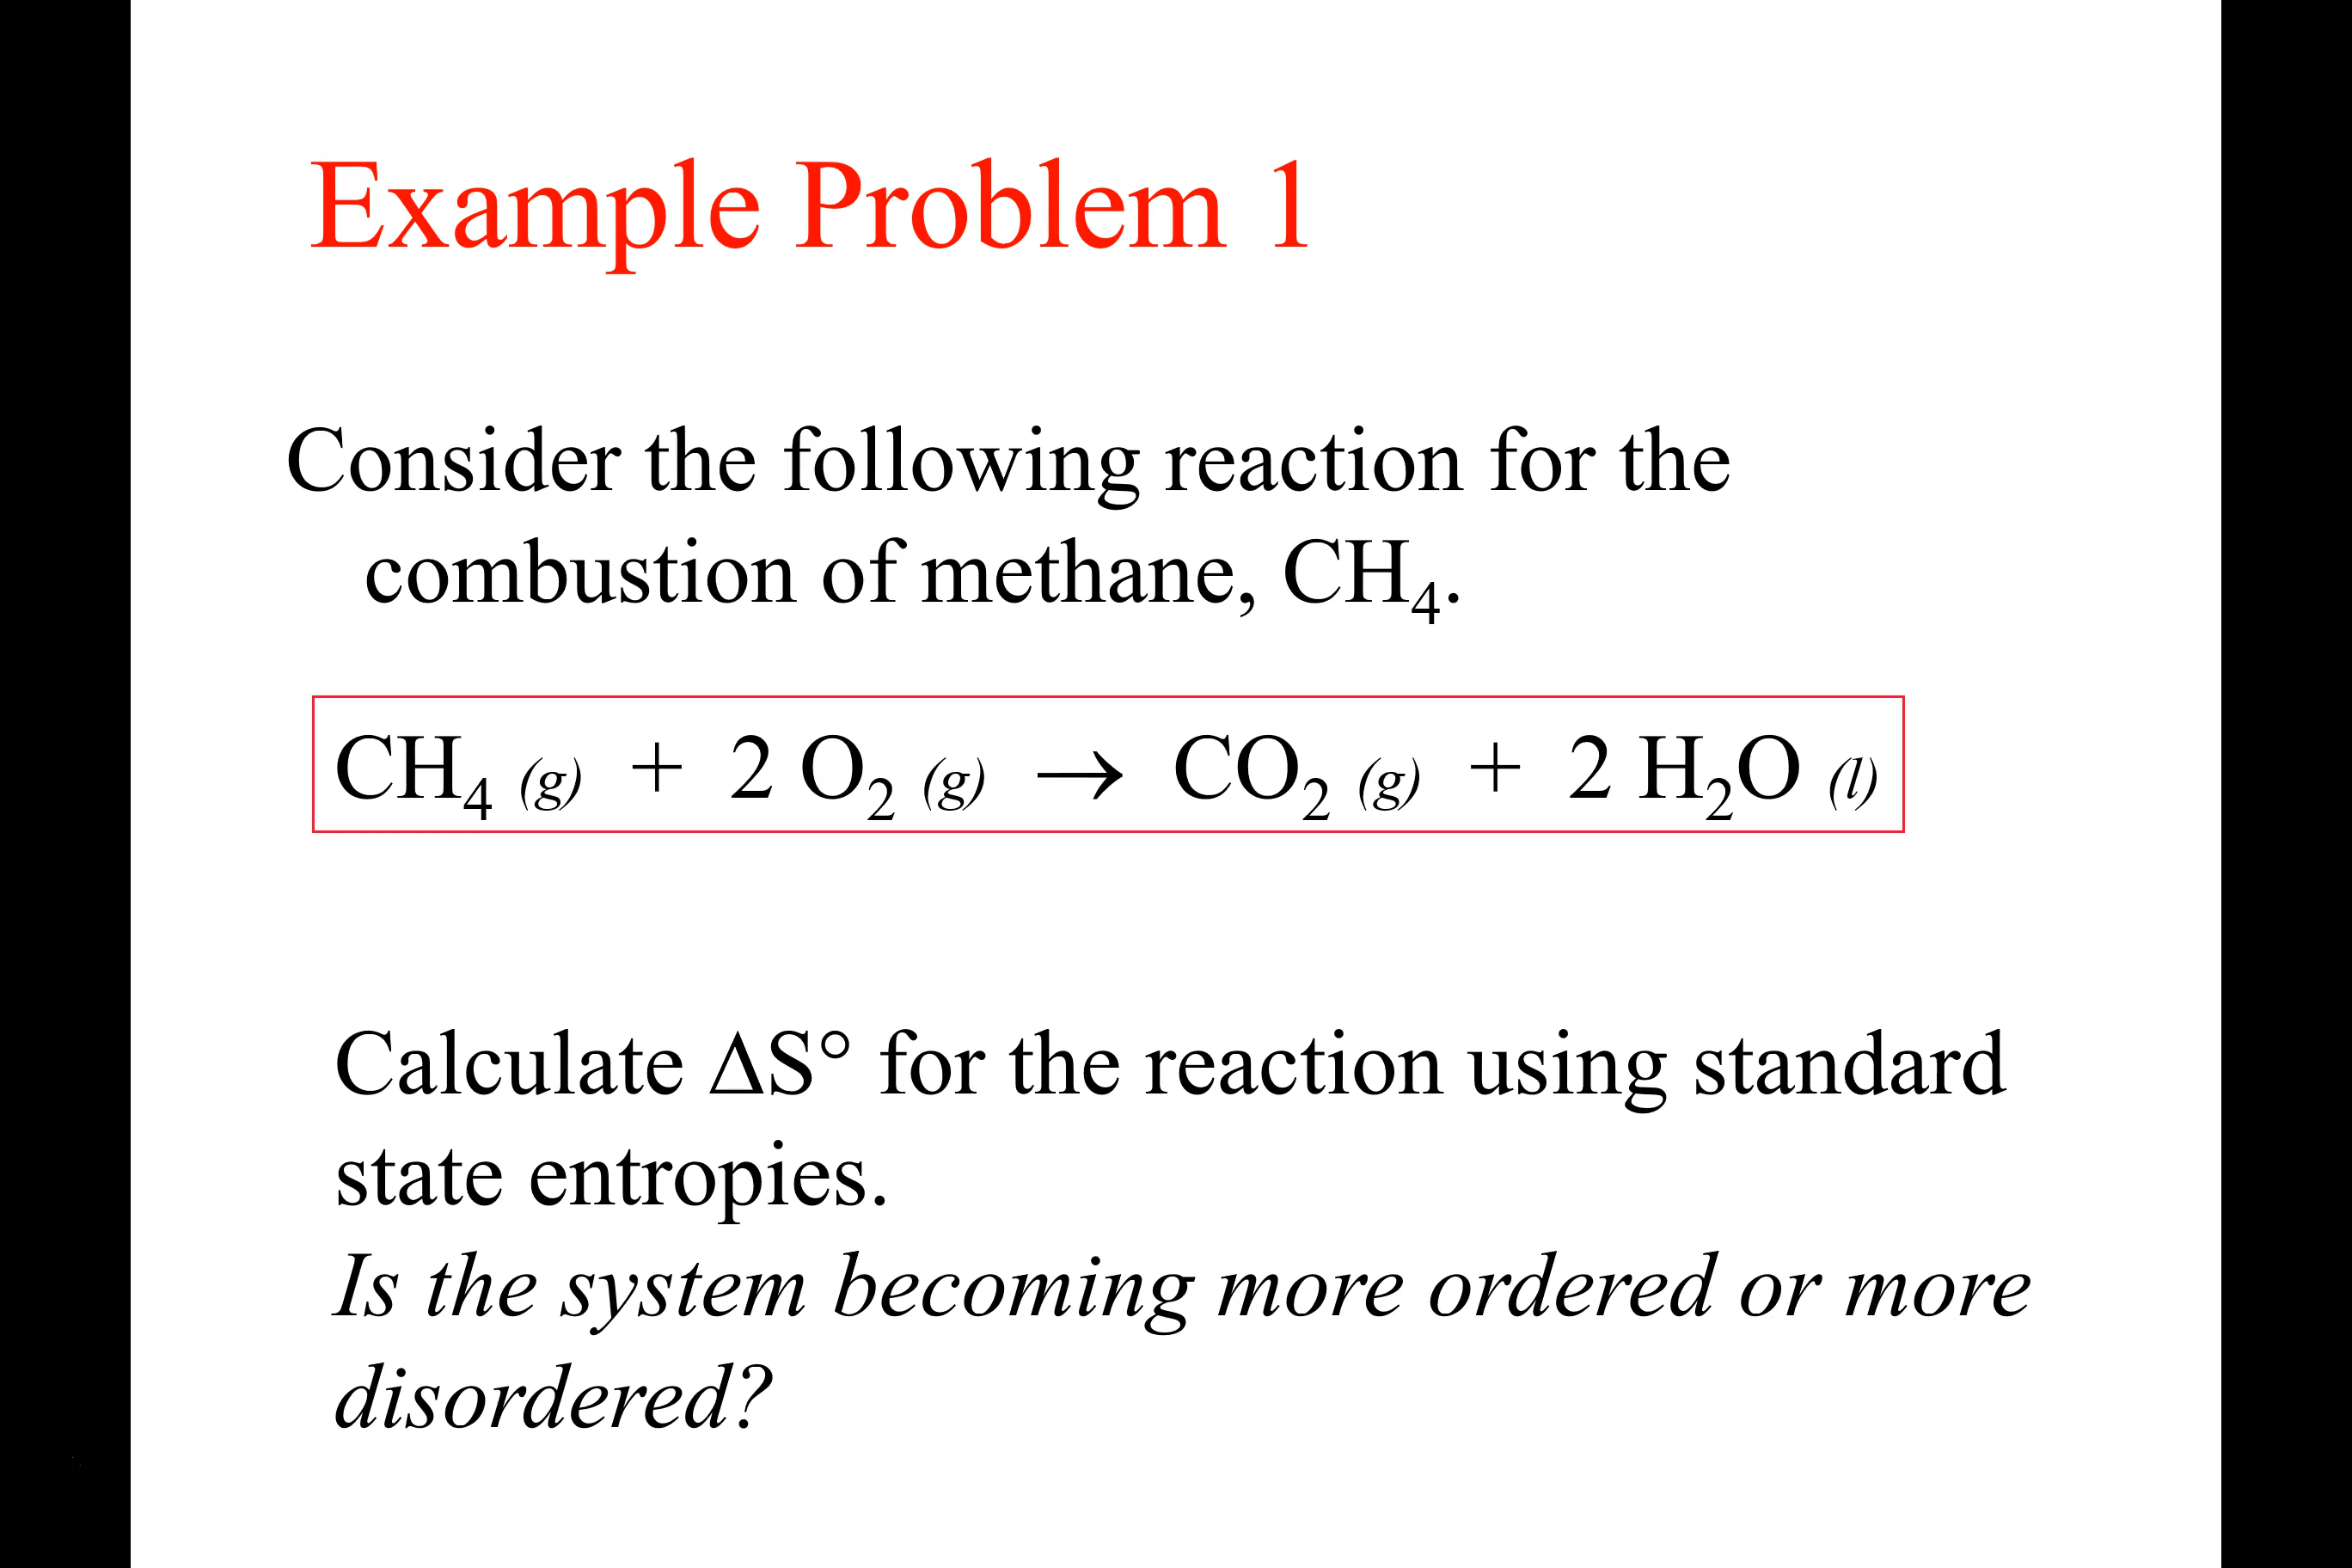 Example Problem 1
Consider the following reaction for the
combustion of methane, CH₄.
CH₄ (g) + 2 O₂ (g) → CO₂ (g) + 2 H₂O (l)
Calculate ΔS° for the reaction using standard
state entropies.
Is the system becoming more ordered or more
disordered?